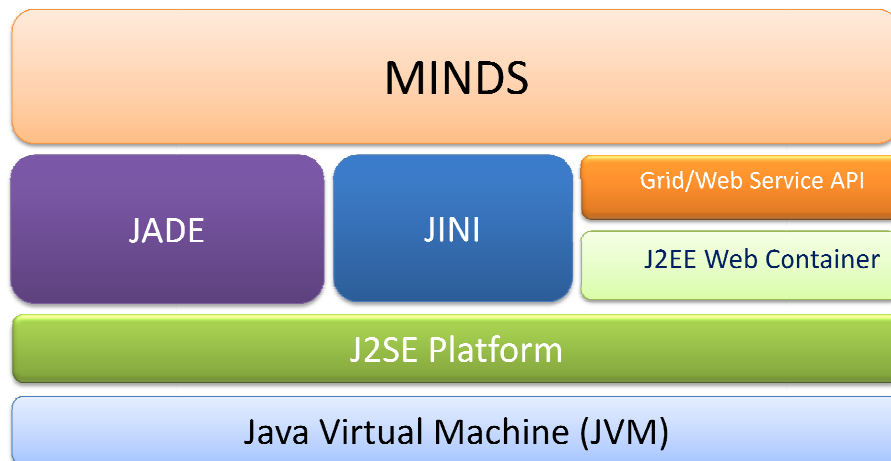 MINDS
JADE
JINI
Grid/Web Service API
J2EE Web Container
J2SE Platform
Java Virtual Machine (JVM)